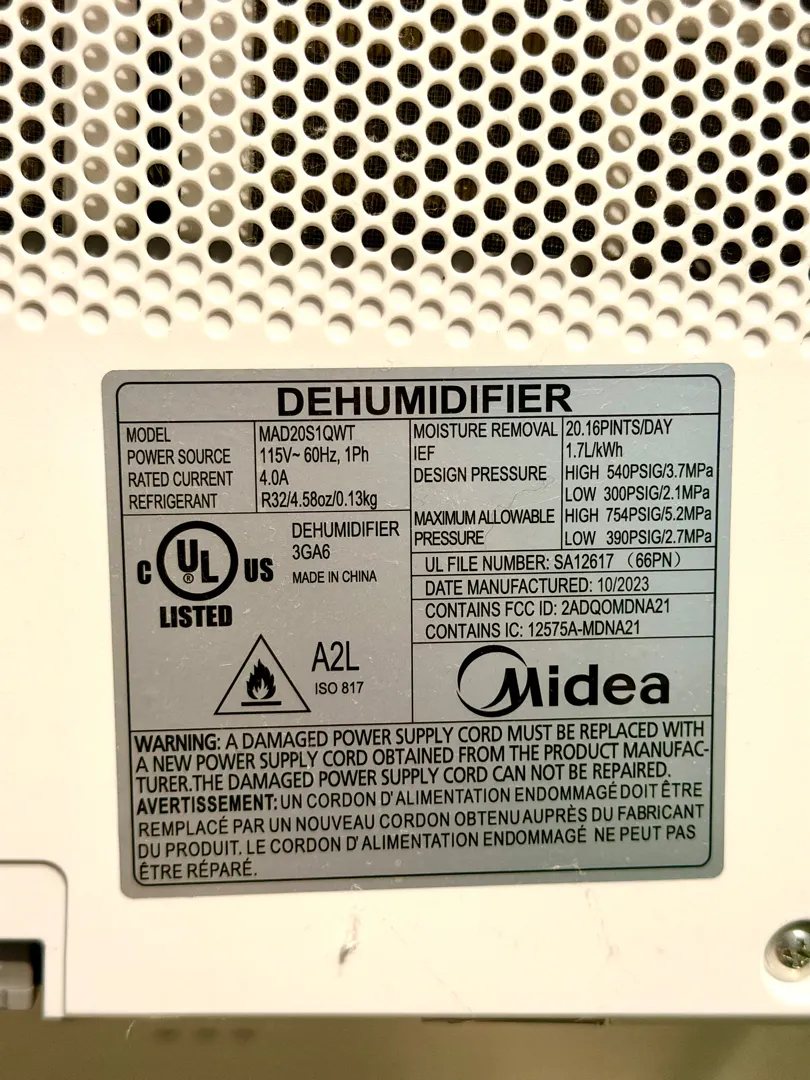 DEHUMIDIFIER
MODEL MAD20S1QWT
POWER SOURCE 115V~ 60Hz, 1Ph
RATED CURRENT 4.0A
REFRIGERANT R32/4.58oz/0.13kg
MOISTURE REMOVAL 20.16PINTS/DAY
IEF 1.7L/kWh
DESIGN PRESSURE HIGH 540PSIG/3.7MPa
LOW 300PSIG/2.1MPa
MAXIMUM ALLOWABLE HIGH 754PSIG/5.2MPa
PRESSURE LOW 390PSIG/2.7MPa
C UL ® US
LISTED
DEHUMIDIFIER
3GA6
MADE IN CHINA
UL FILE NUMBER: SA12617 （66PN）
DATE MANUFACTURED: 10/2023
CONTAINS FCC ID: 2ADQOMDNA21
CONTAINS IC: 12575A-MDNA21
A2L
ISO 817
Midea
WARNING: A DAMAGED POWER SUPPLY CORD MUST BE REPLACED WITH
A NEW POWER SUPPLY CORD OBTAINED FROM THE PRODUCT MANUFAC-
TURER.THE DAMAGED POWER SUPPLY CORD CAN NOT BE REPAIRED.
AVERTISSEMENT: UN CORDON D'ALIMENTATION ENDOMMAGÉ DOIT ÊTRE
REMPLACÉ PAR UN NOUVEAU CORDON OBTENU AUPRÈS DU FABRICANT
DU PRODUIT. LE CORDON D'ALIMENTATION ENDOMMAGÉ NE PEUT PAS
ÊTRE RÉPARÉ.